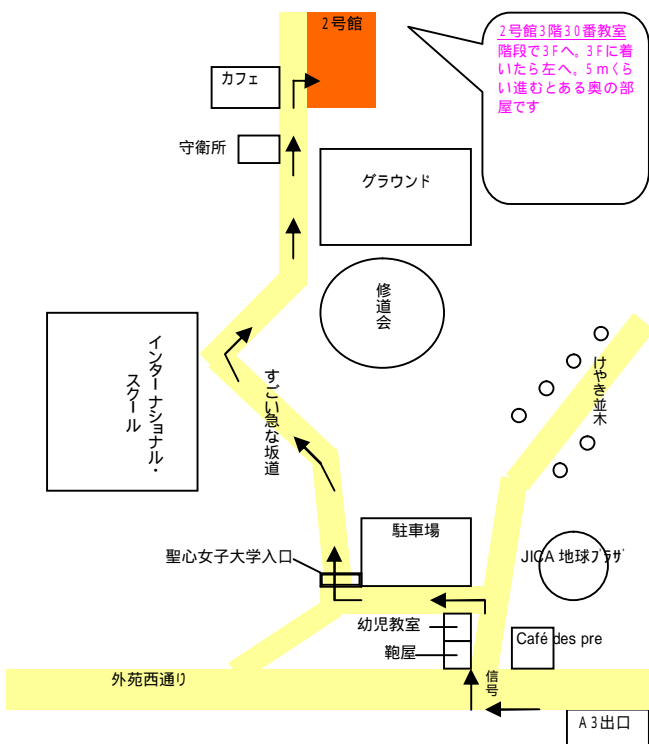 2号館
2号館3階30番教室
階段で3Fへ。3Fに着
いたら左へ。5mくら
い進むとある奥の部
屋です
カフェ
守衛所
グラウンド
修道会
インターナショナル・
スクール
すごい急な坂道
けやき並木
駐車場
聖心女子大学入口
JICA 地球プラザ
幼児教室
鞄屋
Café des pre
外苑西通り
信号
A3出口